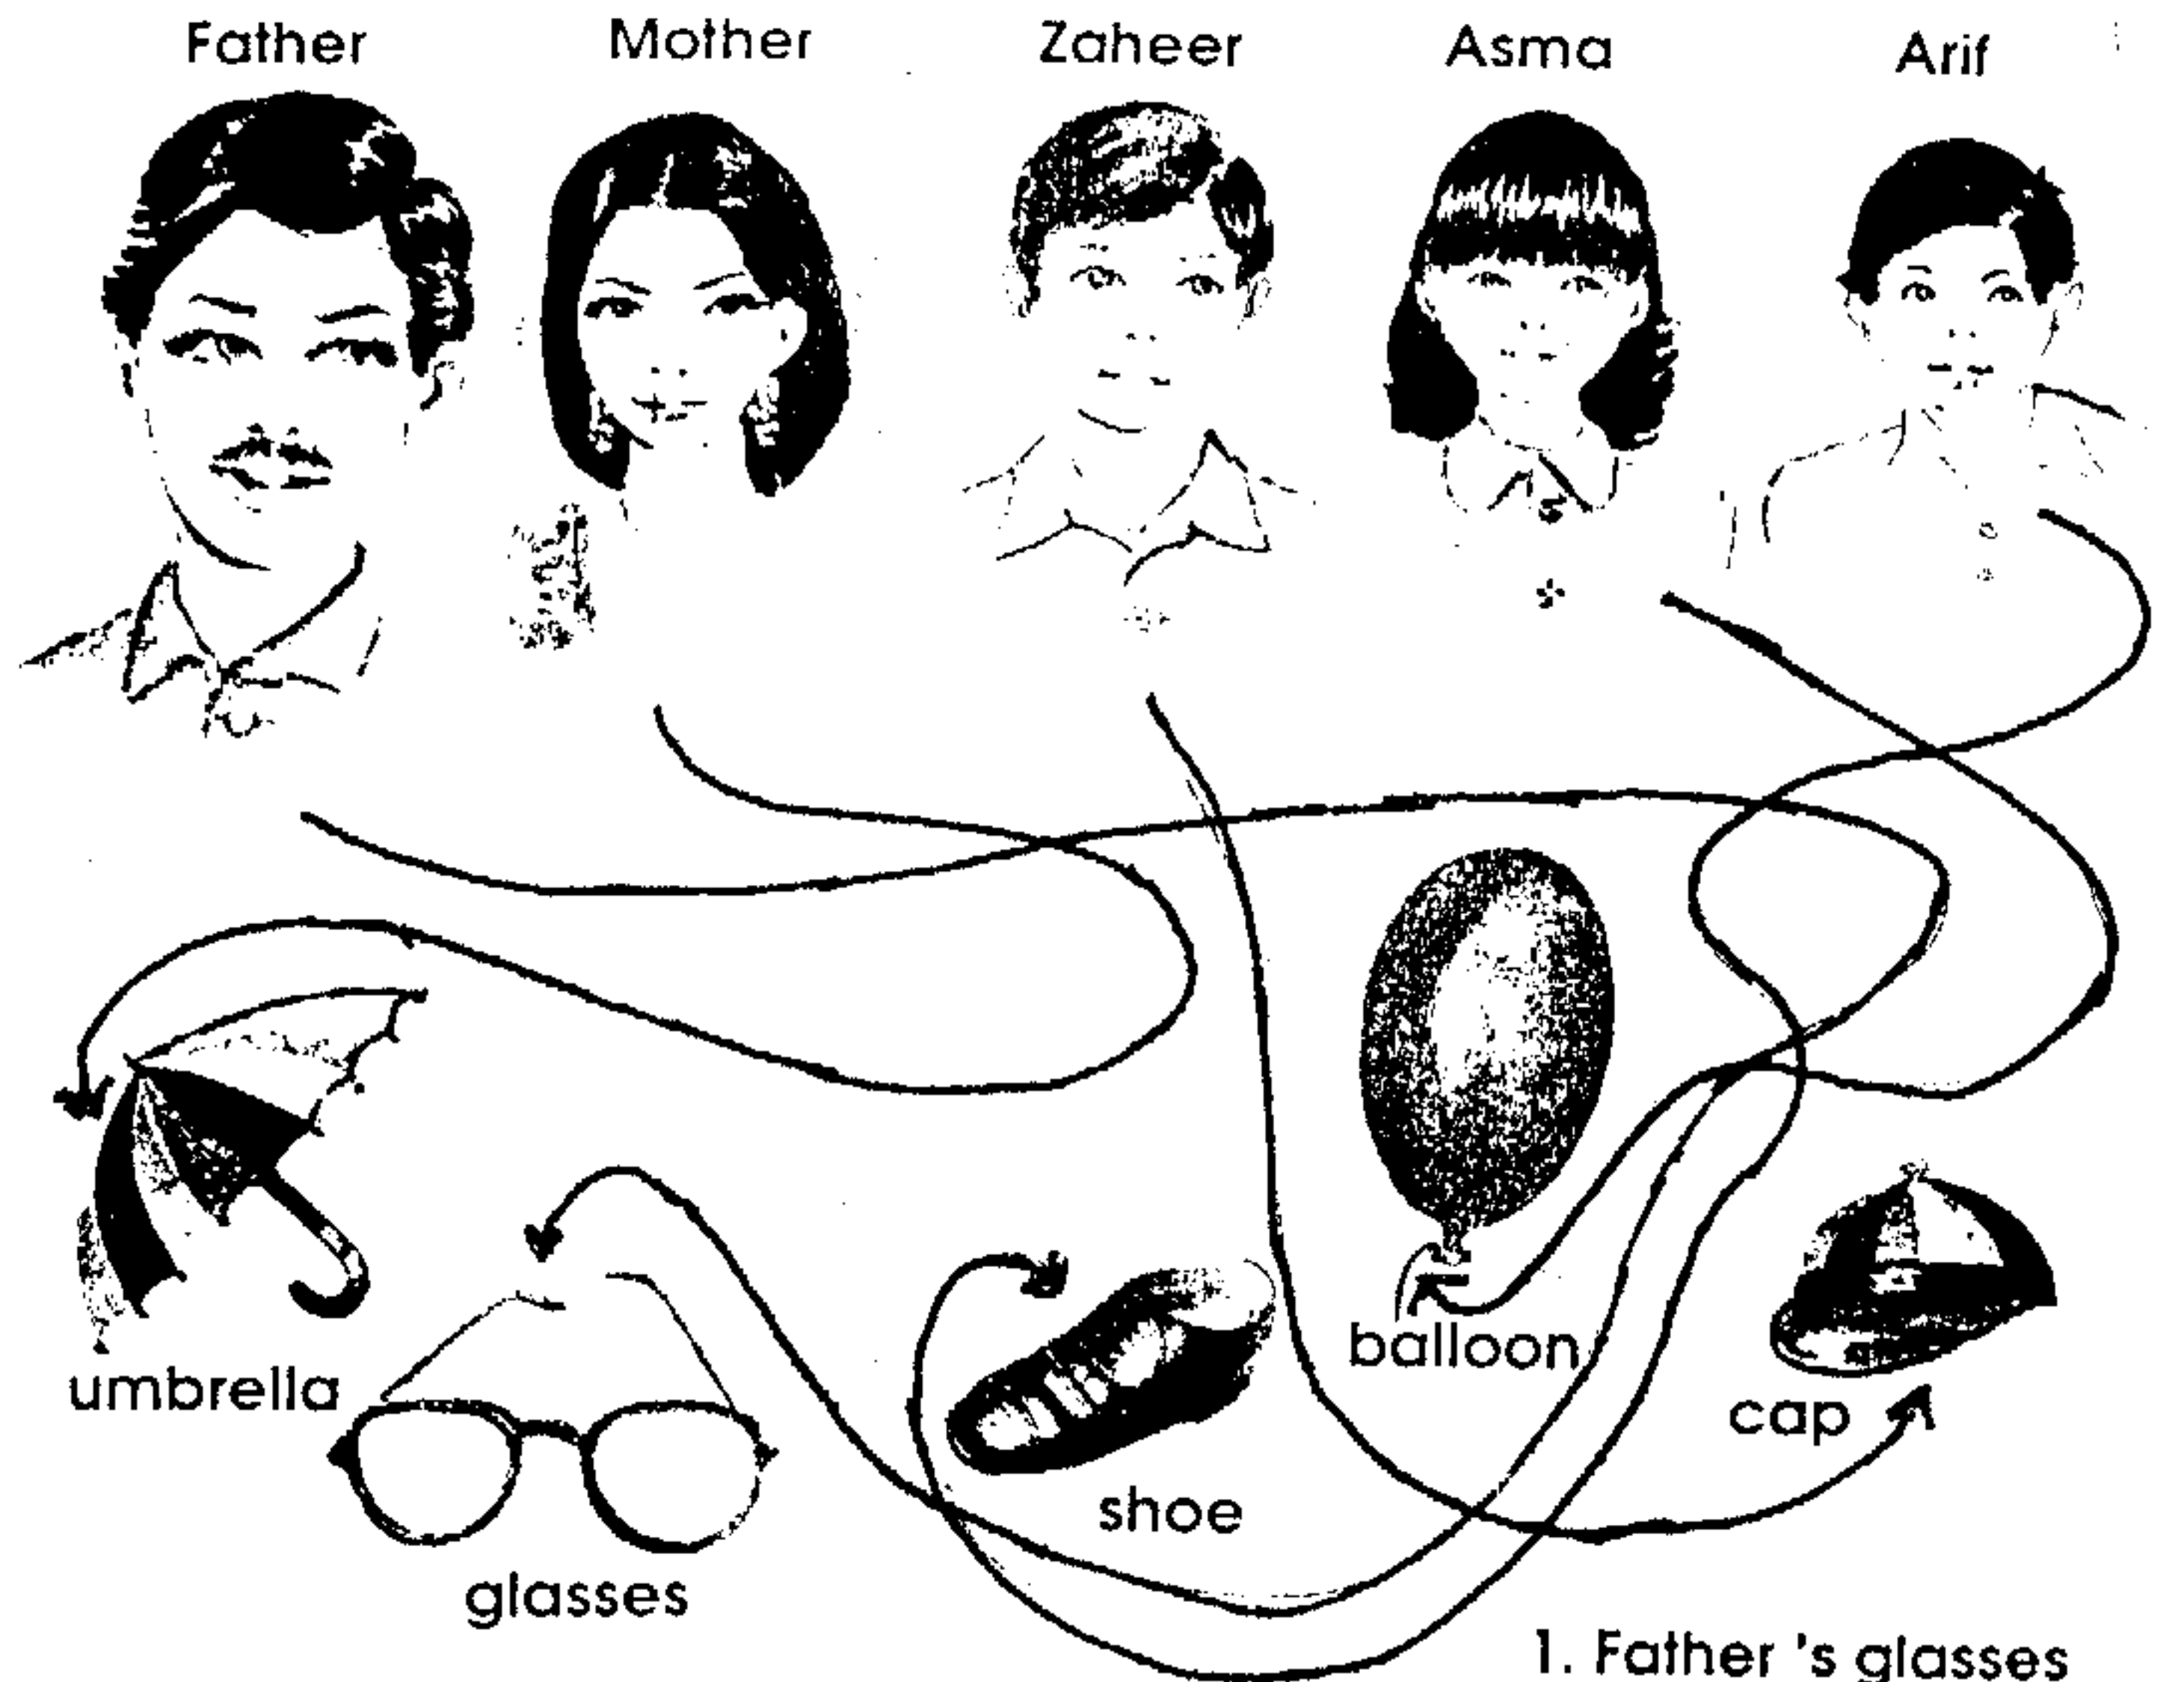 Father
Mother
Zaheer
Asma
Arif
umbrella
glasses
shoe
balloon
cap
1. Father 's glasses